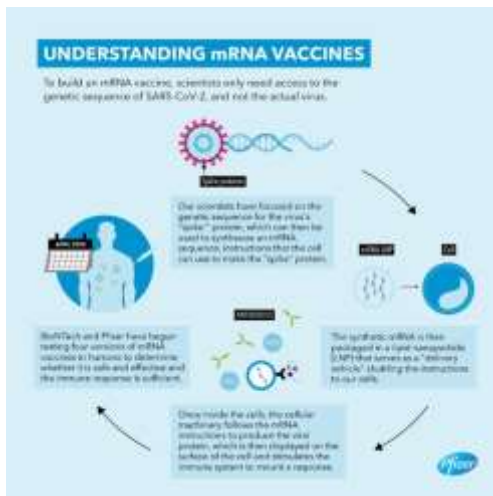 UNDERSTANDING mRNA VACCINES
To build an mRNA vaccine, scientists only need access to the
genetic sequence of SARS-CoV-2, and not the actual virus.
Our scientists have focused on the
genetic sequence for the virus's
"spike" protein, which can then be
used to synthesize an mRNA
sequence, instructions that the cell
can use to make the "spike" protein.
mRNA LNP
Cell
The synthetic mRNA is then
packaged in a lipid nanoparticle
(LNP) that serves as a "delivery
vehicle" shuttling the instructions
to our cells.
Once inside the cells, the cellular
machinery follows the mRNA
instructions to produce the viral
protein, which is then displayed on the
surface of the cell and stimulates the
immune system to mount a response.
APRIL 2020
BioNTech and Pfizer have begun
testing four versions of mRNA
vaccines in humans to determine
whether it is safe and effective and
the immune response is sufficient.
Pfizer